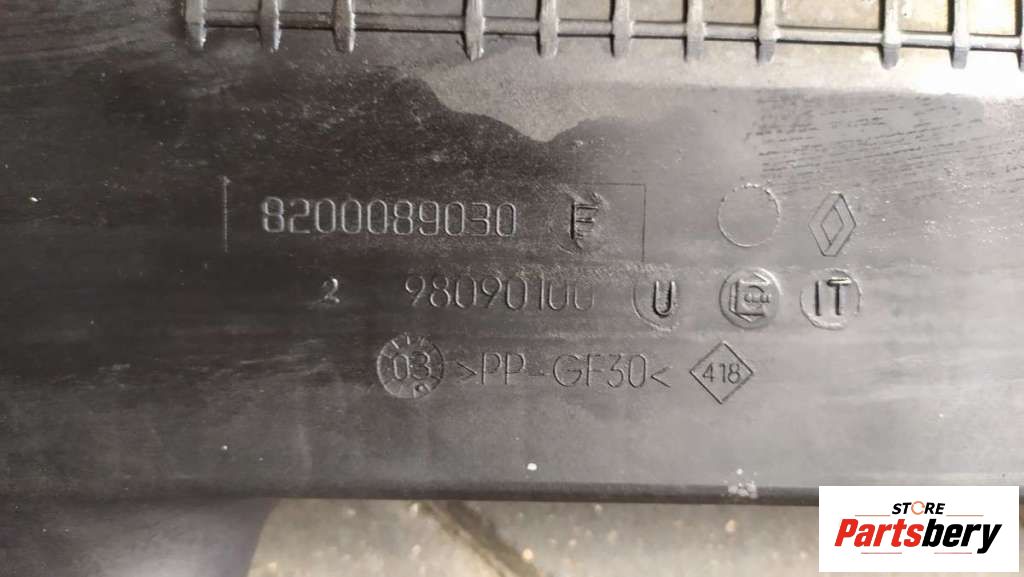 8200089030 F
2 98090100 U IT
03 >PP-GF30< 418
STORE
Partsbery